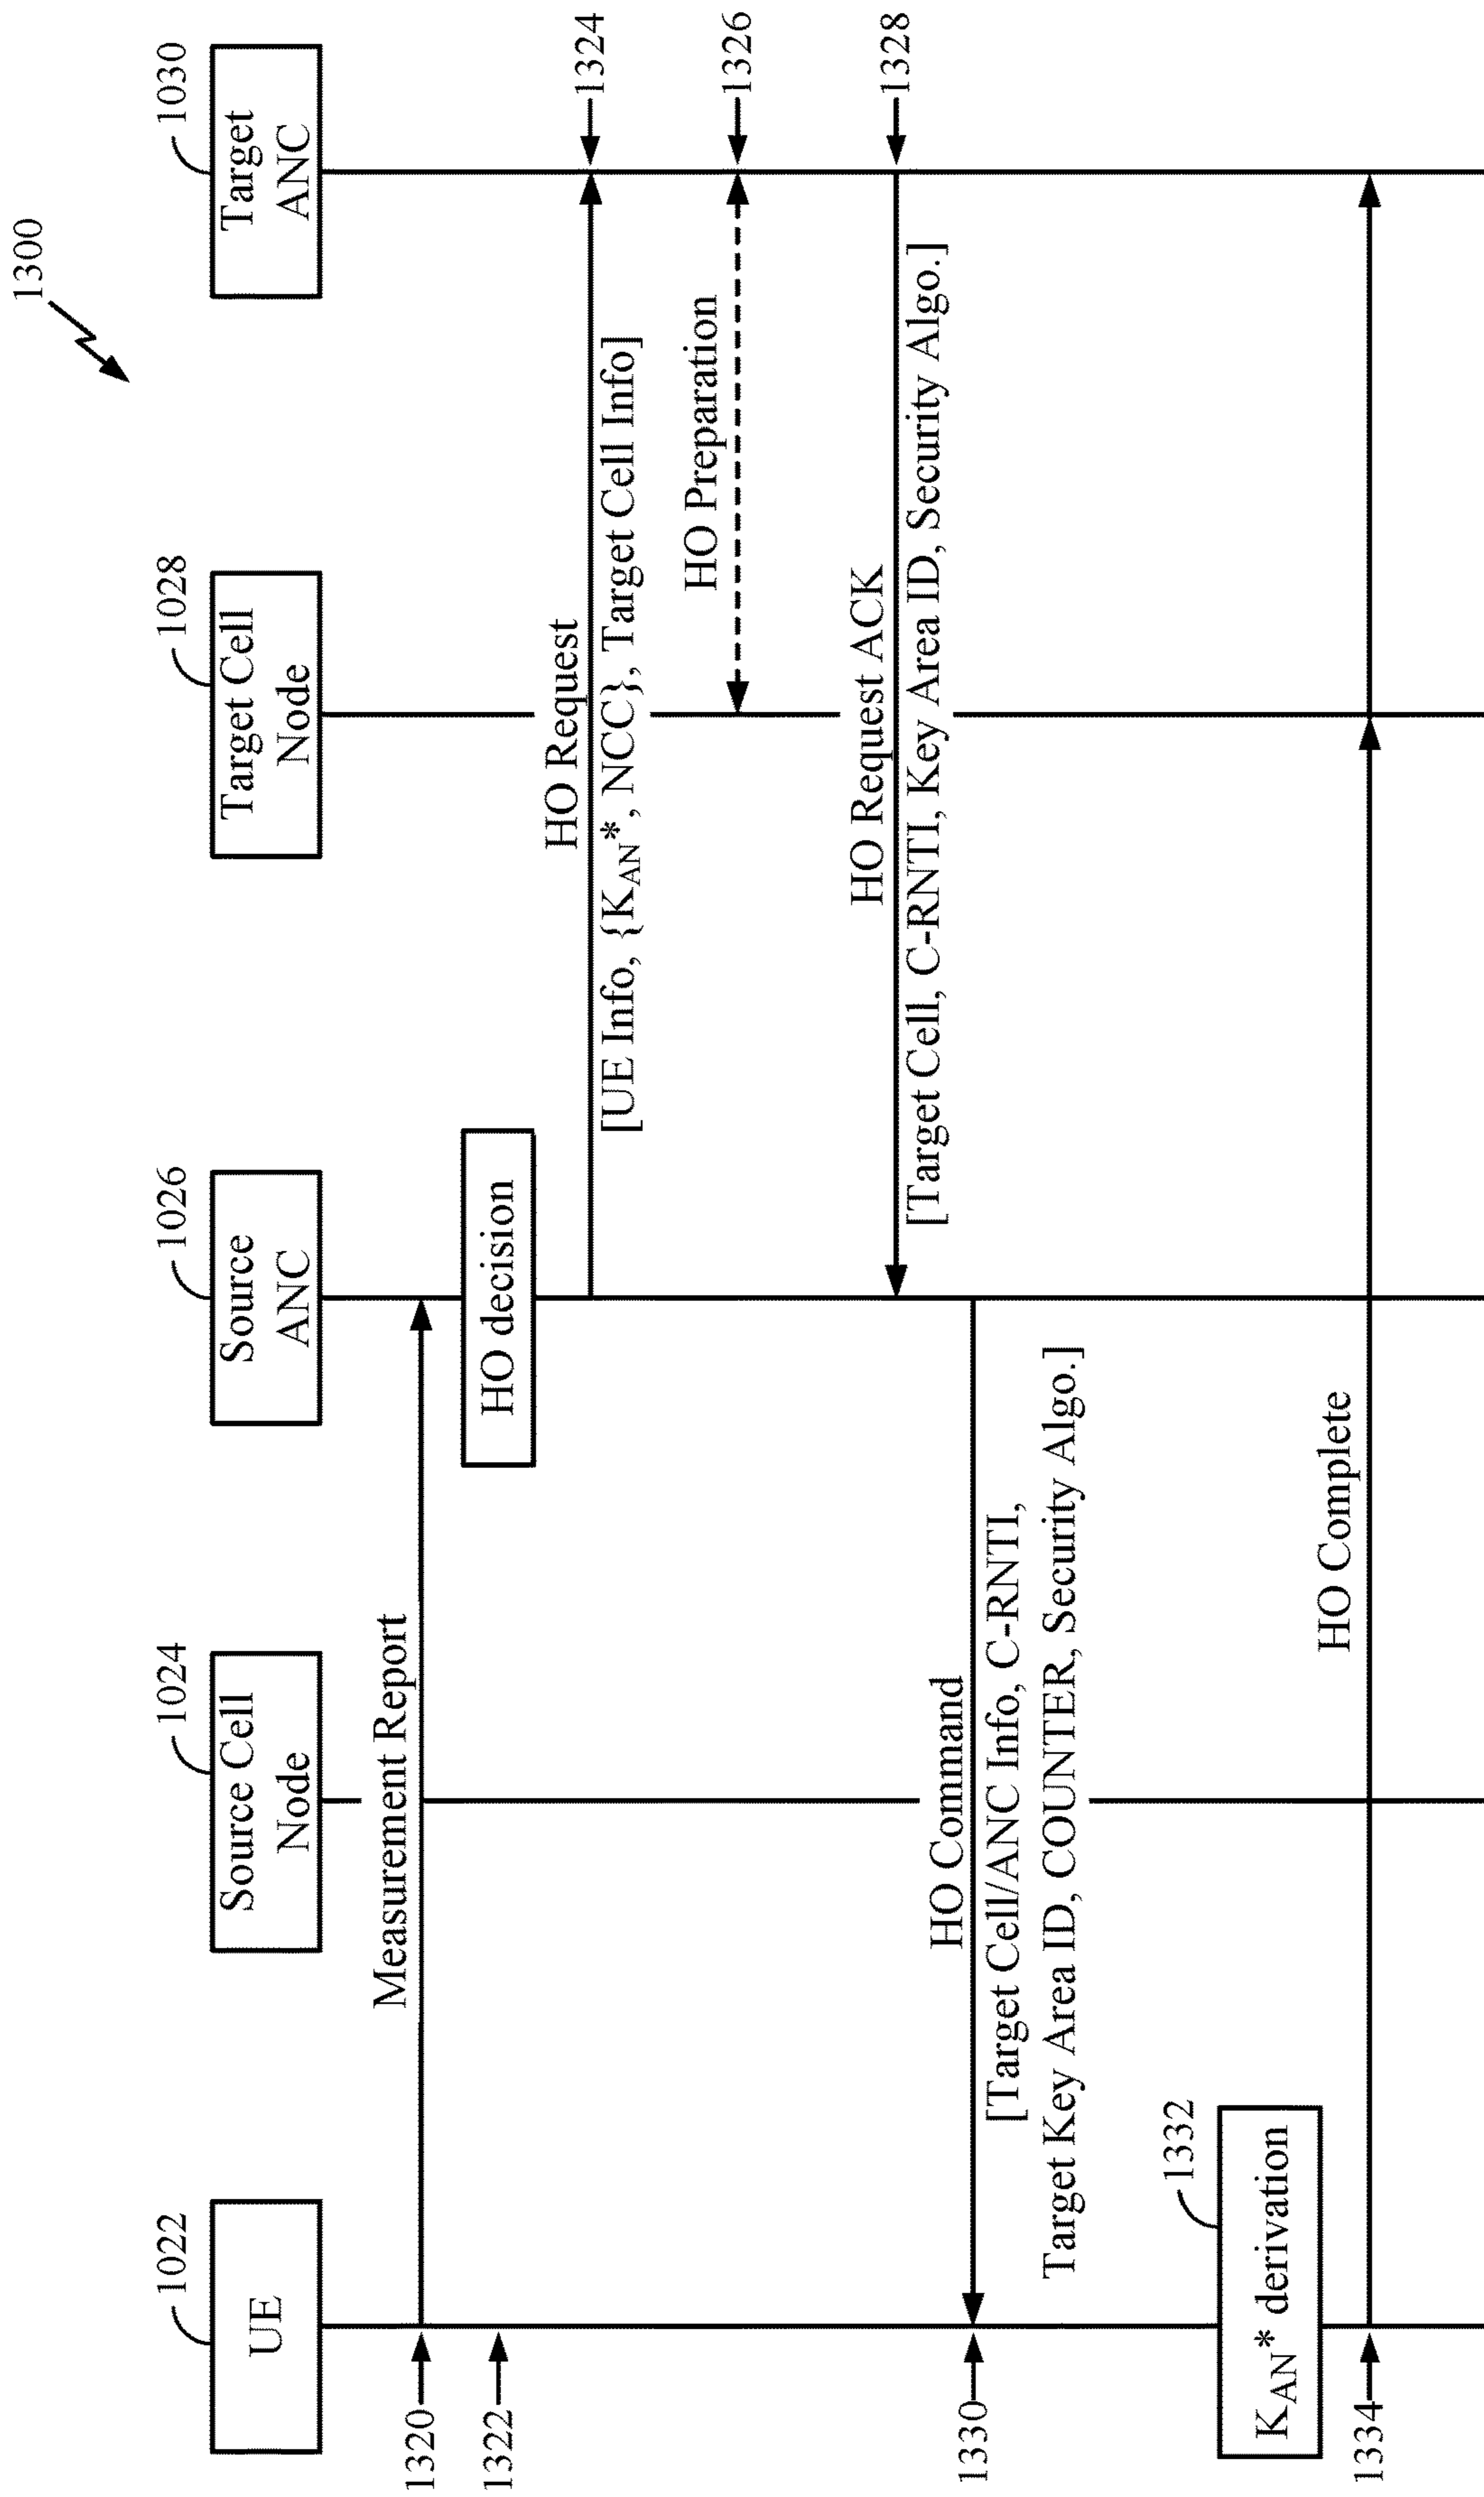 1300
1022
1024
1026
1028
1030
UE
Source Cell
Node
Source
ANC
Target Cell
Node
Target
ANC
1320
Measurement Report
1322
HO decision
HO Request
1324
[UE Info, {KAN*, NCC}, Target Cell Info]
HO Preparation
1326
HO Request ACK
1328
[Target Cell, C-RNTI, Key Area ID, Security Algo.]
1330
HO Command
[Target Cell/ANC Info, C-RNTI,
Target Key Area ID, COUNTER, Security Algo.]
1332
KAN* derivation
1334
HO Complete